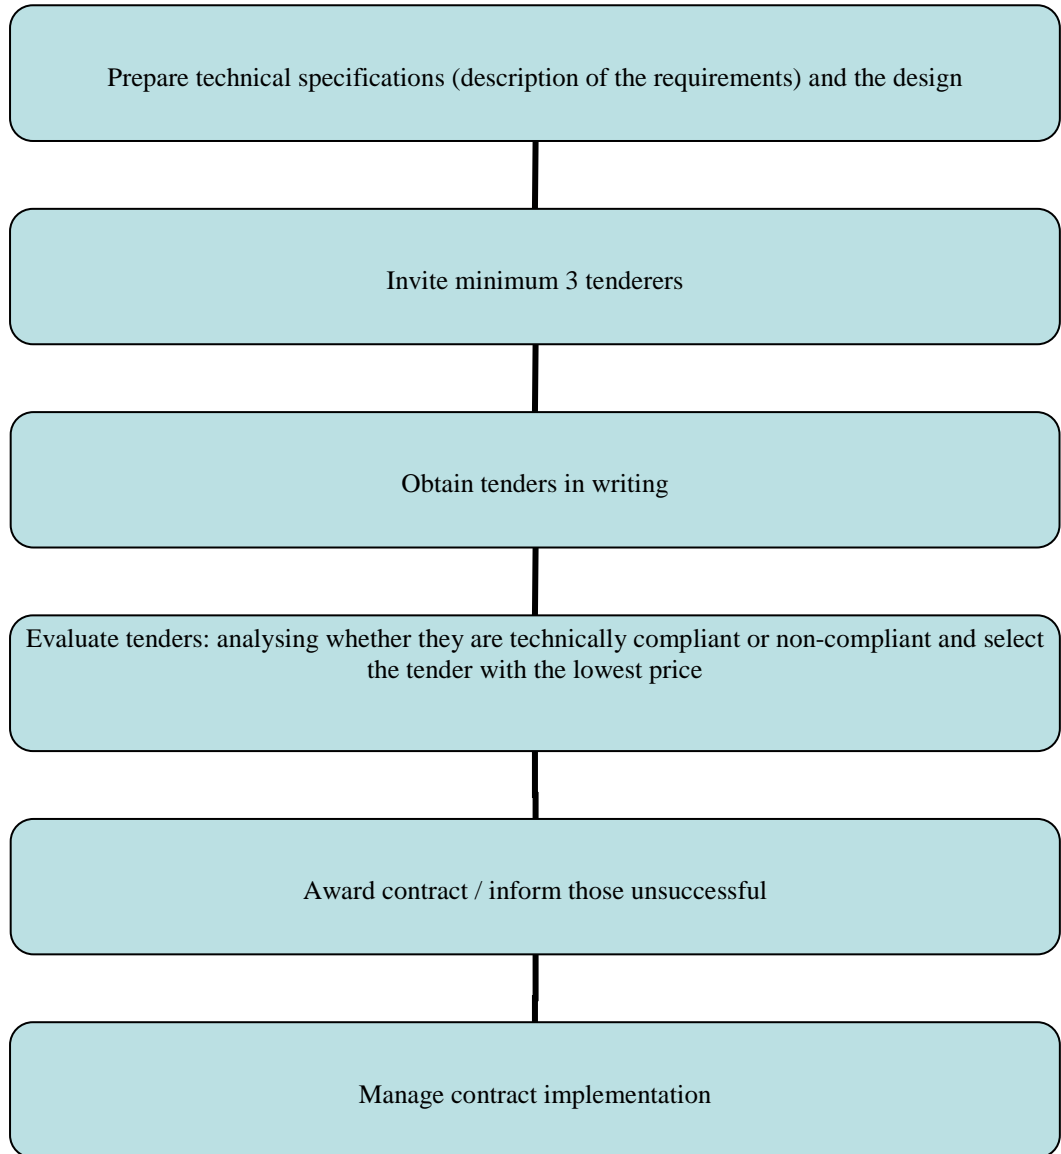 Prepare technical specifications (description of the requirements) and the design
Invite minimum 3 tenderers
Obtain tenders in writing
Evaluate tenders: analysing whether they are technically compliant or non-compliant and select
the tender with the lowest price
Award contract / inform those unsuccessful
Manage contract implementation